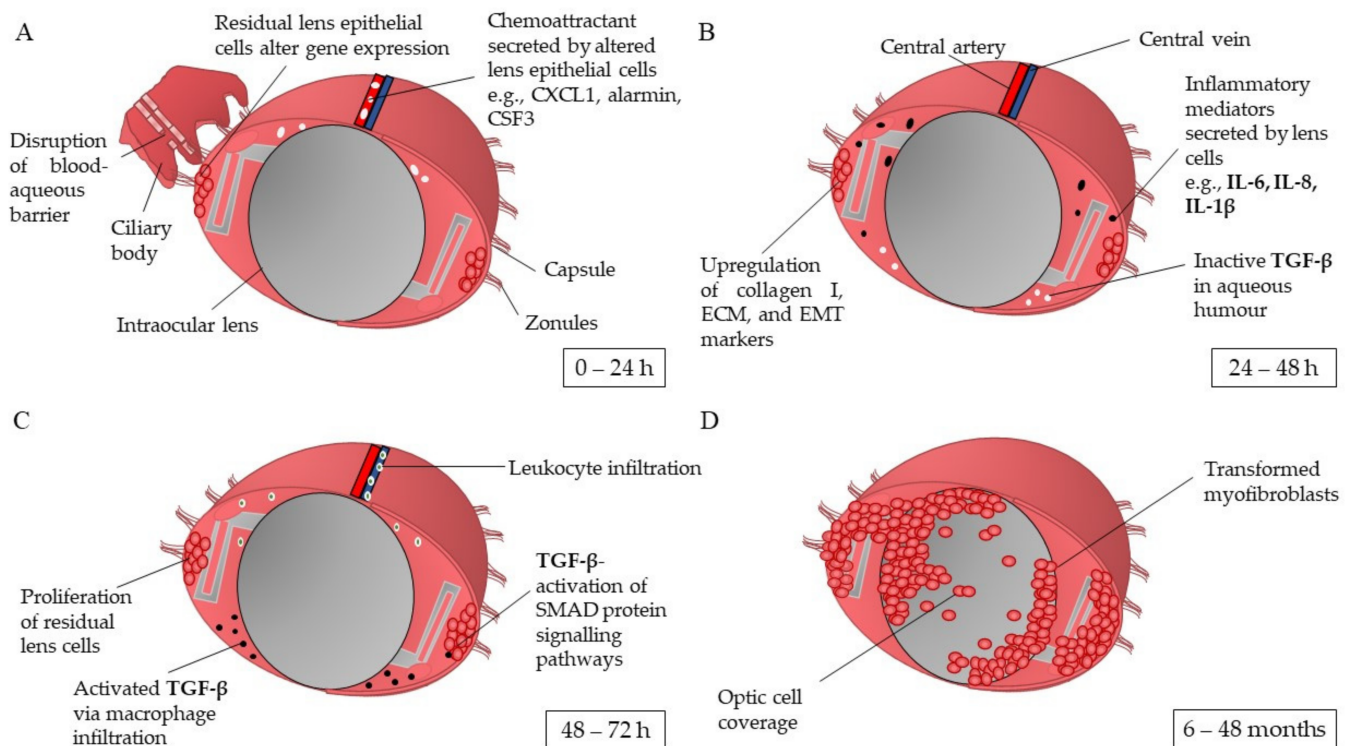 A
Residual lens epithelial
cells alter gene expression
Chemoattractant
secreted by altered
lens epithelial cells
e.g., CXCL1, alarmin,
CSF3
Disruption
of blood-
aqueous
barrier
Ciliary
body
Intraocular lens
Capsule
Zonules
0 – 24 h
B
Central artery
Central vein
Inflammatory
mediators
secreted by lens
cells
e.g., IL-6, IL-8,
IL-1β
Upregulation
of collagen I,
ECM, and EMT
markers
Inactive TGF-β
in aqueous
humour
24 – 48 h
C
Leukocyte infiltration
Proliferation
of residual
lens cells
TGF-β-
activation of
SMAD protein
signalling
pathways
Activated TGF-β
via macrophage
infiltration
48 – 72 h
D
Transformed
myofibroblasts
Optic cell
coverage
6 – 48 months